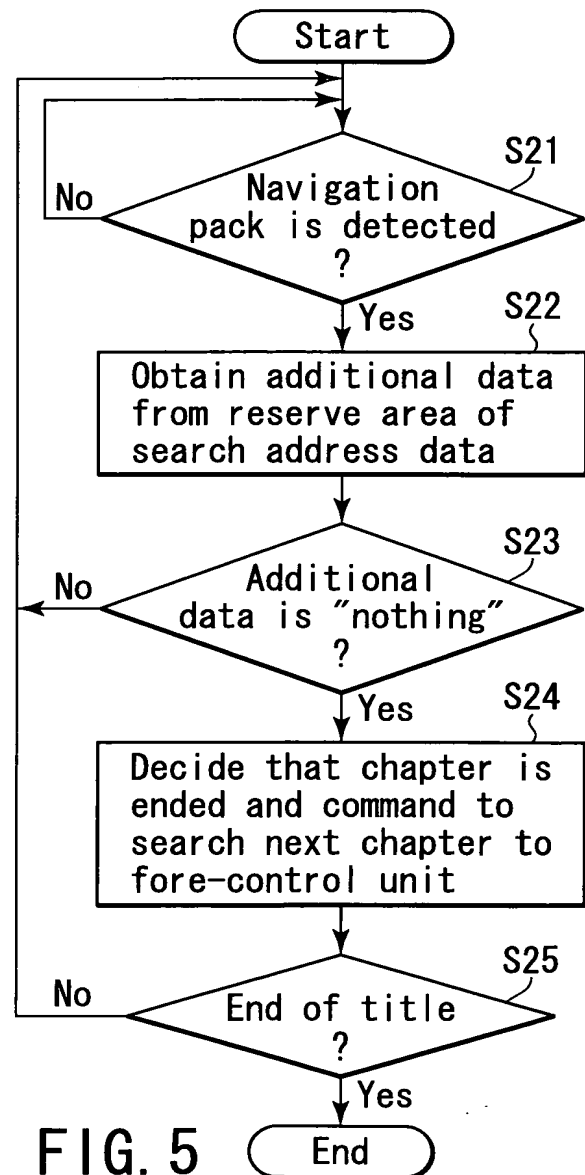 Start
S21
No
Navigation
pack is detected
?
Yes
S22
Obtain additional data
from reserve area of
search address data
S23
No
Additional
data is "nothing"
?
Yes
S24
Decide that chapter is
ended and command to
search next chapter to
fore-control unit
S25
No
End of title
?
Yes
FIG. 5
End